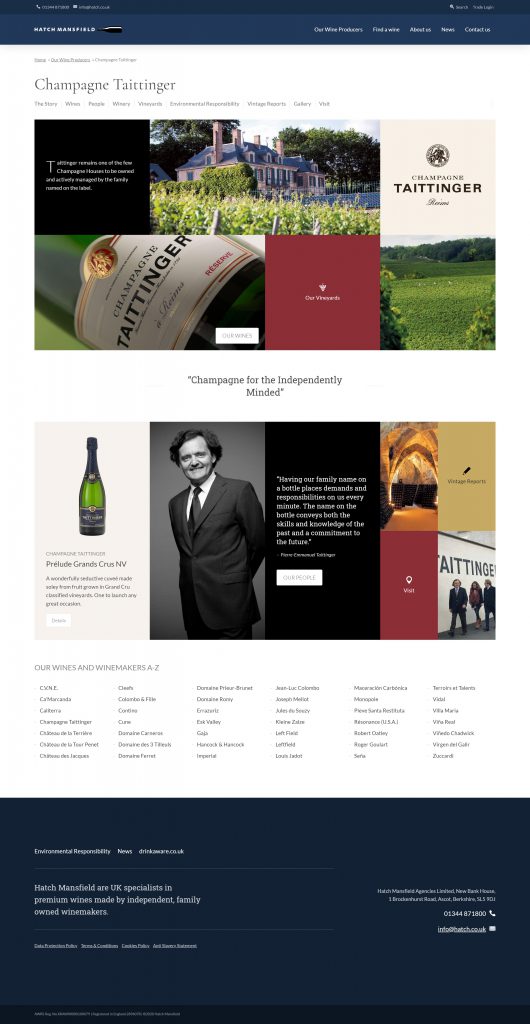 01344 871800 info@hatch.co.uk Search Trade Login
HATCH MANSFIELD
Our Wine Producers Find a wine About us News Contact us
Home Our Wine Producers Champagne Taittinger
Champagne Taittinger
The Story Wines People Winery Vineyards Environmental Responsibility Vintage Reports Gallery Visit
Taittinger remains one of the few
Champagne Houses to be owned
and actively managed by the family
named on the label.
CHAMPAGNE
TAITTINGER
Reims
CHAMPAGNE
TAITTINGER
à Reims
RÉSERVE
OUR WINES
Our Vineyards
“Champagne for the Independently
Minded”
CHAMPAGNE TAITTINGER
Prélude Grands Crus NV
A wonderfully seductive cuveé made
soley from fruit grown in Grand Cru
classified vineyards. One to launch any
great occasion.
Details
“Having our family name on
a bottle places demands and
responsibilities on us every
minute. The name on the
bottle conveys both the
skills and knowledge of the
past and a commitment to
the future.”
– Pierre-Emmanuel Taittinger
OUR PEOPLE
Vintage Reports
Visit
TAITTINGER
OUR WINES AND WINEMAKERS A-Z
C.V.N.E. Cleefs Domaine Prieur-Brunet Jean-Luc Colombo Maceración Carbónica Terroirs et Talents
Ca'Marcanda Colombo & Fille Domaine Romy Joseph Mellot Monopole Vidal
Caliterra Contino Errazuriz Jules du Souzy Pieve Santa Restituta Villa Maria
Champagne Taittinger Cune Esk Valley Kleine Zalze Résonance (U.S.A.) Viña Real
Château de la Terrière Domaine Carneros Gaja Left Field Robert Oatley Viñedo Chadwick
Château de la Tour Penet Domaine des 3 Tilleuls Hancock & Hancock Leftfield Roger Goulart Virgen del Galir
Château des Jacques Domaine Ferret Imperial Louis Jadot Seña Zuccardi
Environmental Responsibility News drinkaware.co.uk
Hatch Mansfield are UK specialists in
premium wines made by independent, family
owned winemakers.
Hatch Mansfield Agencies Limited, New Bank House,
1 Brockenhurst Road, Ascot, Berkshire, SL5 9DJ
01344 871800
info@hatch.co.uk
Data Protection Policy Terms & Conditions Cookies Policy Anti Slavery Statement